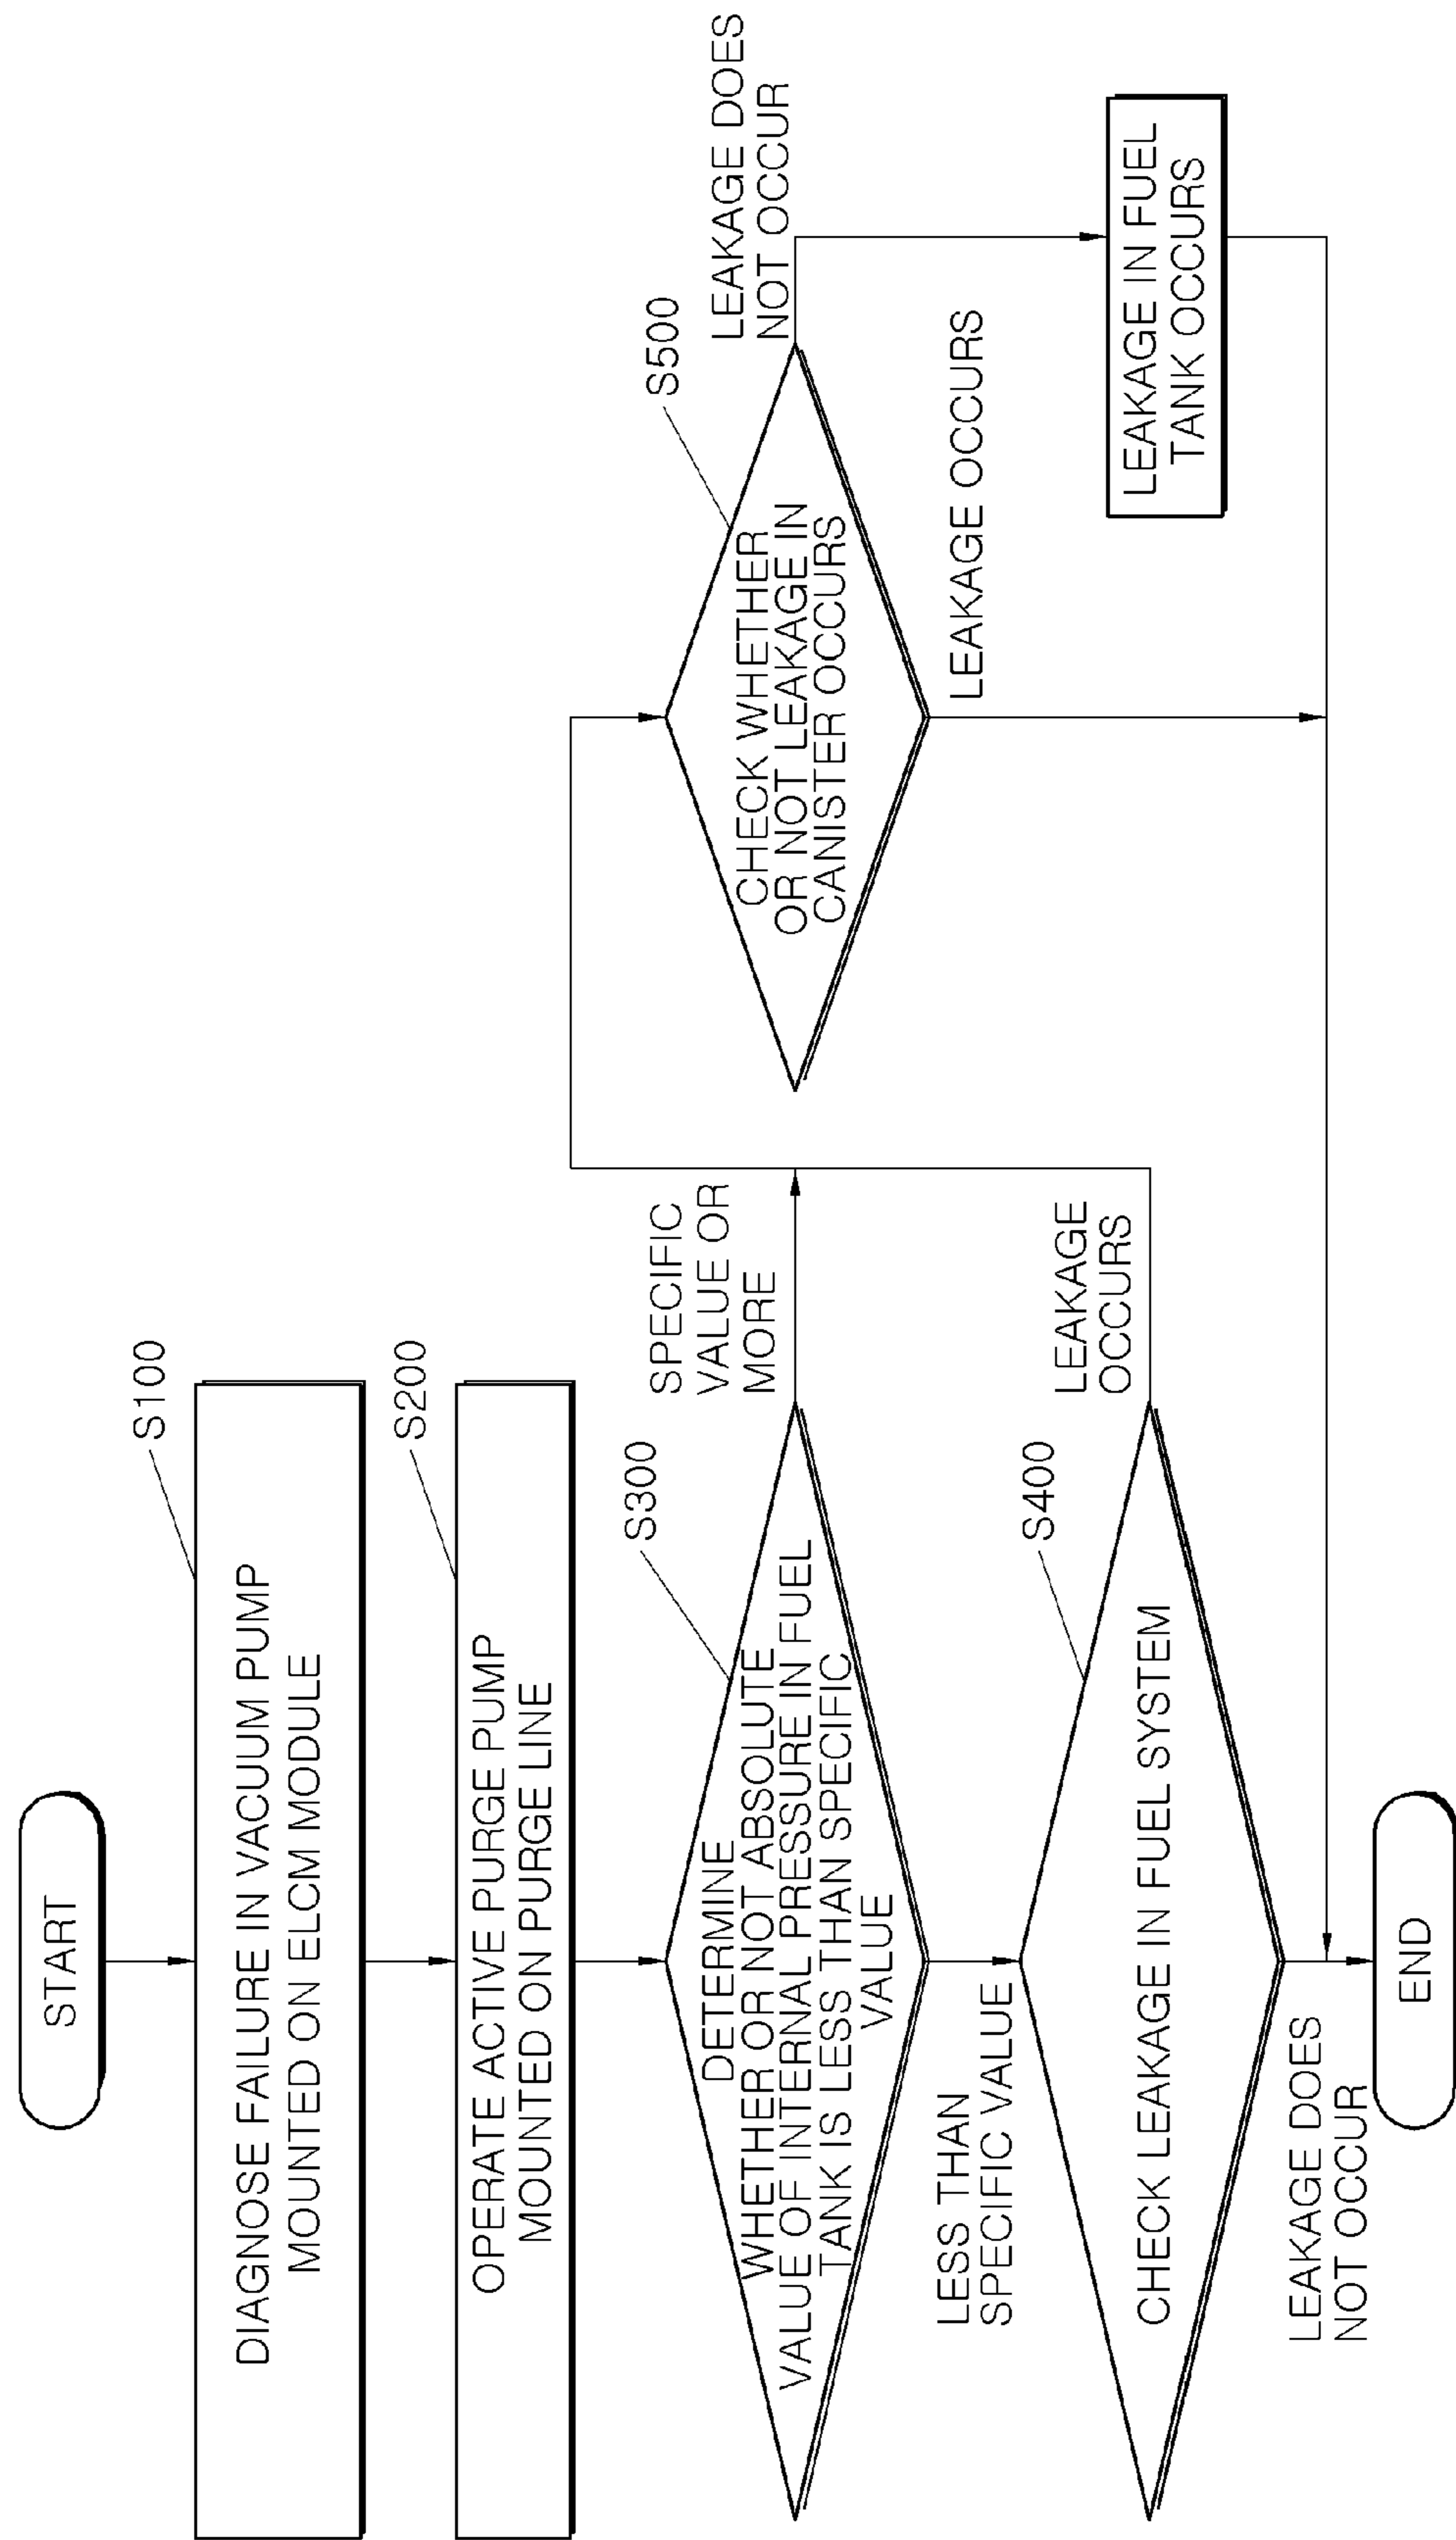 START
S100
DIAGNOSE FAILURE IN VACUUM PUMP
MOUNTED ON ELCM MODULE
S200
OPERATE ACTIVE PURGE PUMP
MOUNTED ON PURGE LINE
S300
DETERMINE
WHETHER OR NOT ABSOLUTE
VALUE OF INTERNAL PRESSURE IN FUEL
TANK IS LESS THAN SPECIFIC
VALUE
SPECIFIC
VALUE OR
MORE
LESS THAN
SPECIFIC VALUE
S400
CHECK LEAKAGE IN FUEL SYSTEM
LEAKAGE
OCCURS
LEAKAGE DOES
NOT OCCUR
S500
CHECK WHETHER
OR NOT LEAKAGE IN
CANISTER OCCURS
LEAKAGE DOES
NOT OCCUR
LEAKAGE OCCURS
LEAKAGE IN FUEL
TANK OCCURS
END